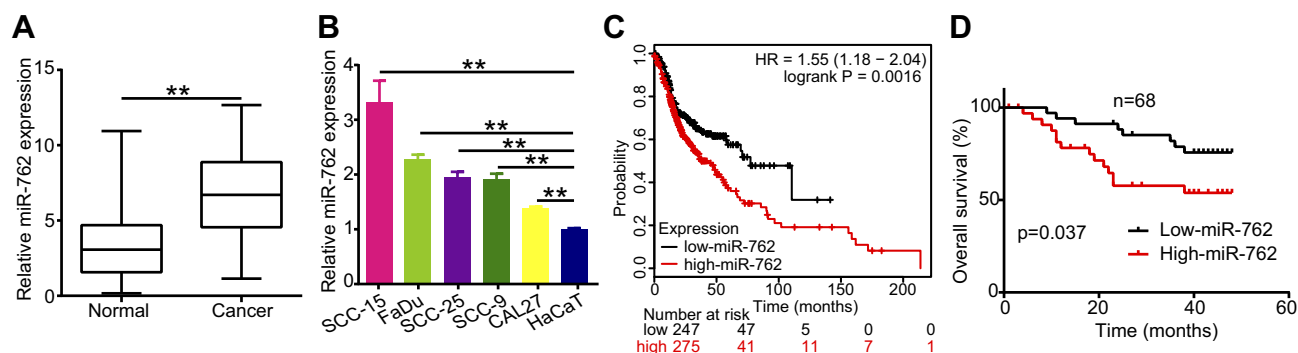 A
Relative miR-762 expression
15
10
5
0
**
Normal
Cancer
B
Relative miR-762 expression
4
3
2
1
0
**
**
**
**
**
SCC-15
FaDu
SCC-25
SCC-9
CAL27
HaCaT
C
Probability
1.0
0.8
0.6
0.4
0.2
0.0
HR = 1.55 (1.18 − 2.04)
logrank P = 0.0016
Expression
low-miR-762
high-miR-762
0 50 100 150 200
Time (months)
Number at risk
low 247 47 5 0 0
high 275 41 11 7 1
D
Overall survival (%)
100
50
0
n=68
p=0.037
Low-miR-762
High-miR-762
0 20 40 60
Time (months)